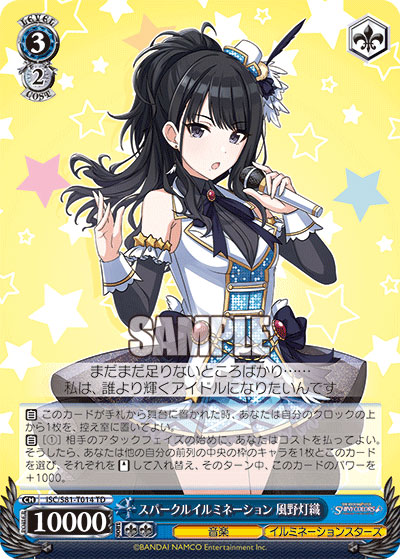 LEVEL
3
2
COST
SAMPLE
まだまだ足りないところばかり……
私は、誰より輝くアイドルになりたいんです
自 このカードが手札から舞台に置かれた時、あなたは自分のクロックの上
から1枚を、控え室に置いてよい。
自 [①] 相手のアタックフェイズの始めに、あなたはコストを払ってよい。
そうしたら、あなたは他の自分の前列の中央の枠のキャラを1枚とこのカード
を選び、それぞれを入れ替え、そのターン中、このカードのパワーを
+1000。
CH
ISC/S81-T014 TD
スパークルイルミネーション 風野灯織
SHINYCOLORS
10000
音楽
イルミネーションスターズ
©BANDAI NAMCO Entertainment Inc.